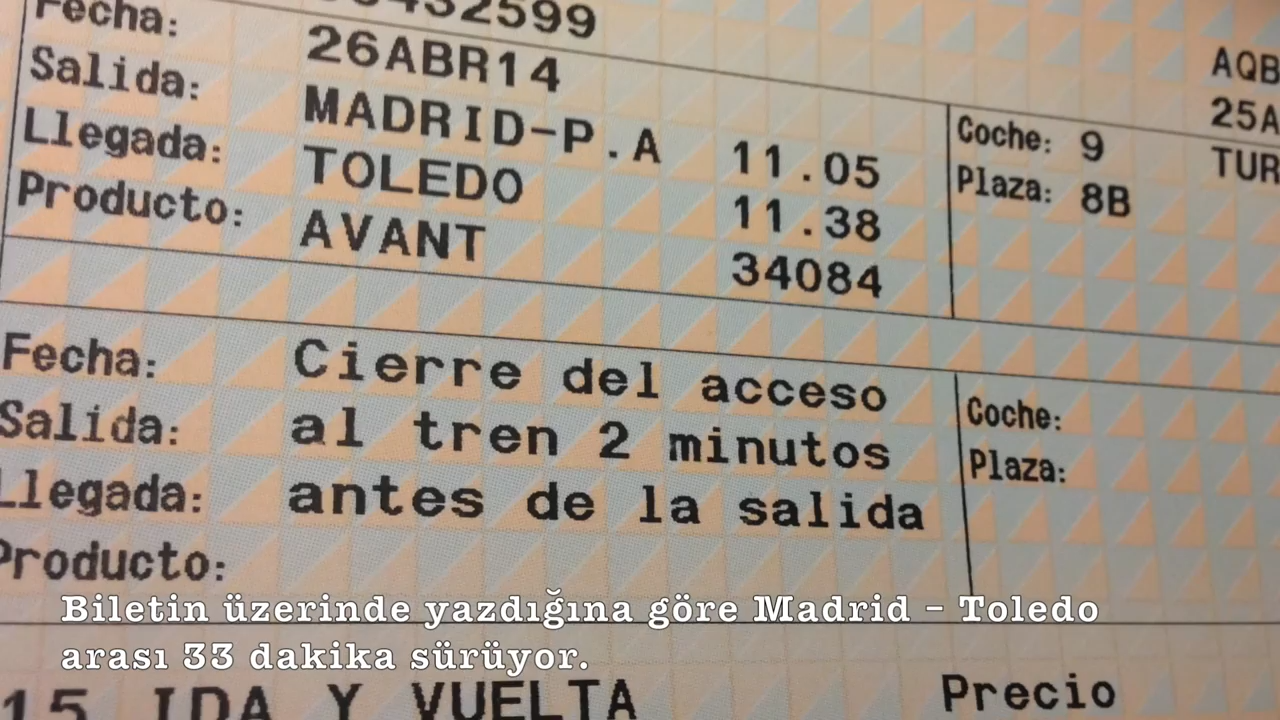 32599
Fecha: 26ABR14
Salida: MADRID-P.A 11.05
Llegada: TOLEDO 11.38
Producto: AVANT 34084
Coche: 9
Plaza: 8B
AQB
25A
TUR
Fecha: Cierre del acceso
Salida: al tren 2 minutos
Llegada: antes de la salida
Producto:
Coche:
Plaza:
Biletin üzerinde yazdığına göre Madrid - Toledo
arası 33 dakika sürüyor.
15 IDA Y VUELTA
Precio